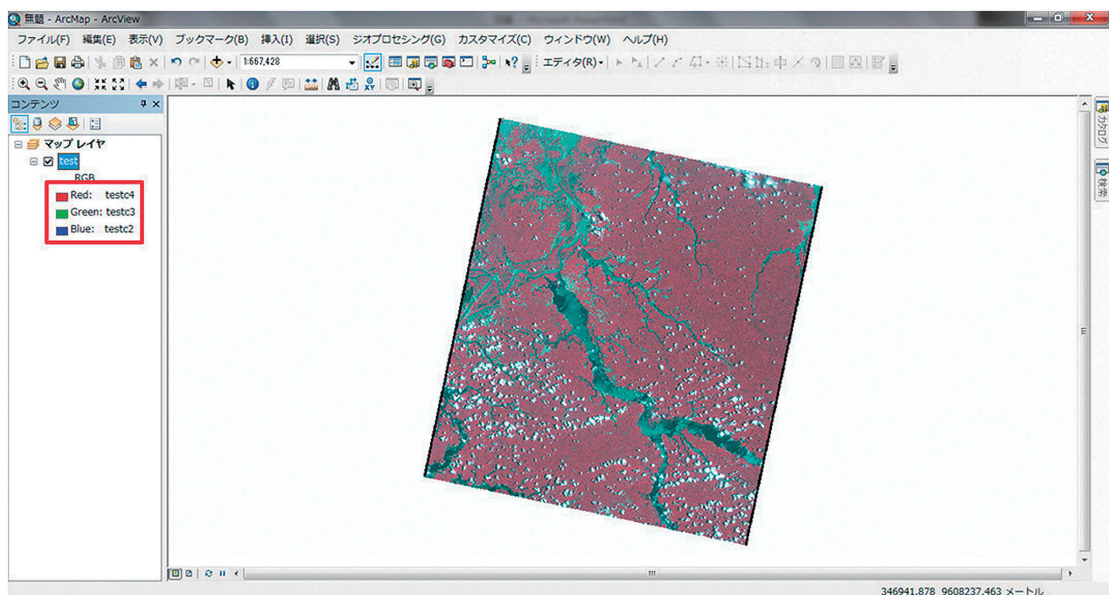 無題 - ArcMap - ArcView
ファイル(F) 編集(E) 表示(V) ブックマーク(B) 挿入(I) 選択(S) ジオプロセシング(G) カスタマイズ(C) ウィンドウ(W) ヘルプ(H)
1:667,428
エディタ(R)
コンテンツ
マップ レイヤ
test
RGB
Red: testc4
Green: testc3
Blue: testc2
カタログ
検索
346941.878 9608237.463 メートル